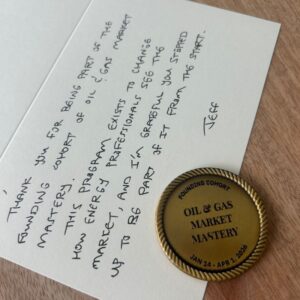 THANK YOU FOR BEING PART OF THE
FOUNDING COHORT OF OIL & GAS MARKET
MASTERY.
THIS PROGRAM EXISTS TO CHANGE
HOW ENERGY PROFESSIONALS SEE THE
MARKET, AND I'M GRATEFUL YOU STEPPED
UP TO BE PART OF IT FROM THE START.
JEFF
FOUNDING COHORT
OIL & GAS
MARKET
MASTERY
JAN 14 - APR 1, 2026